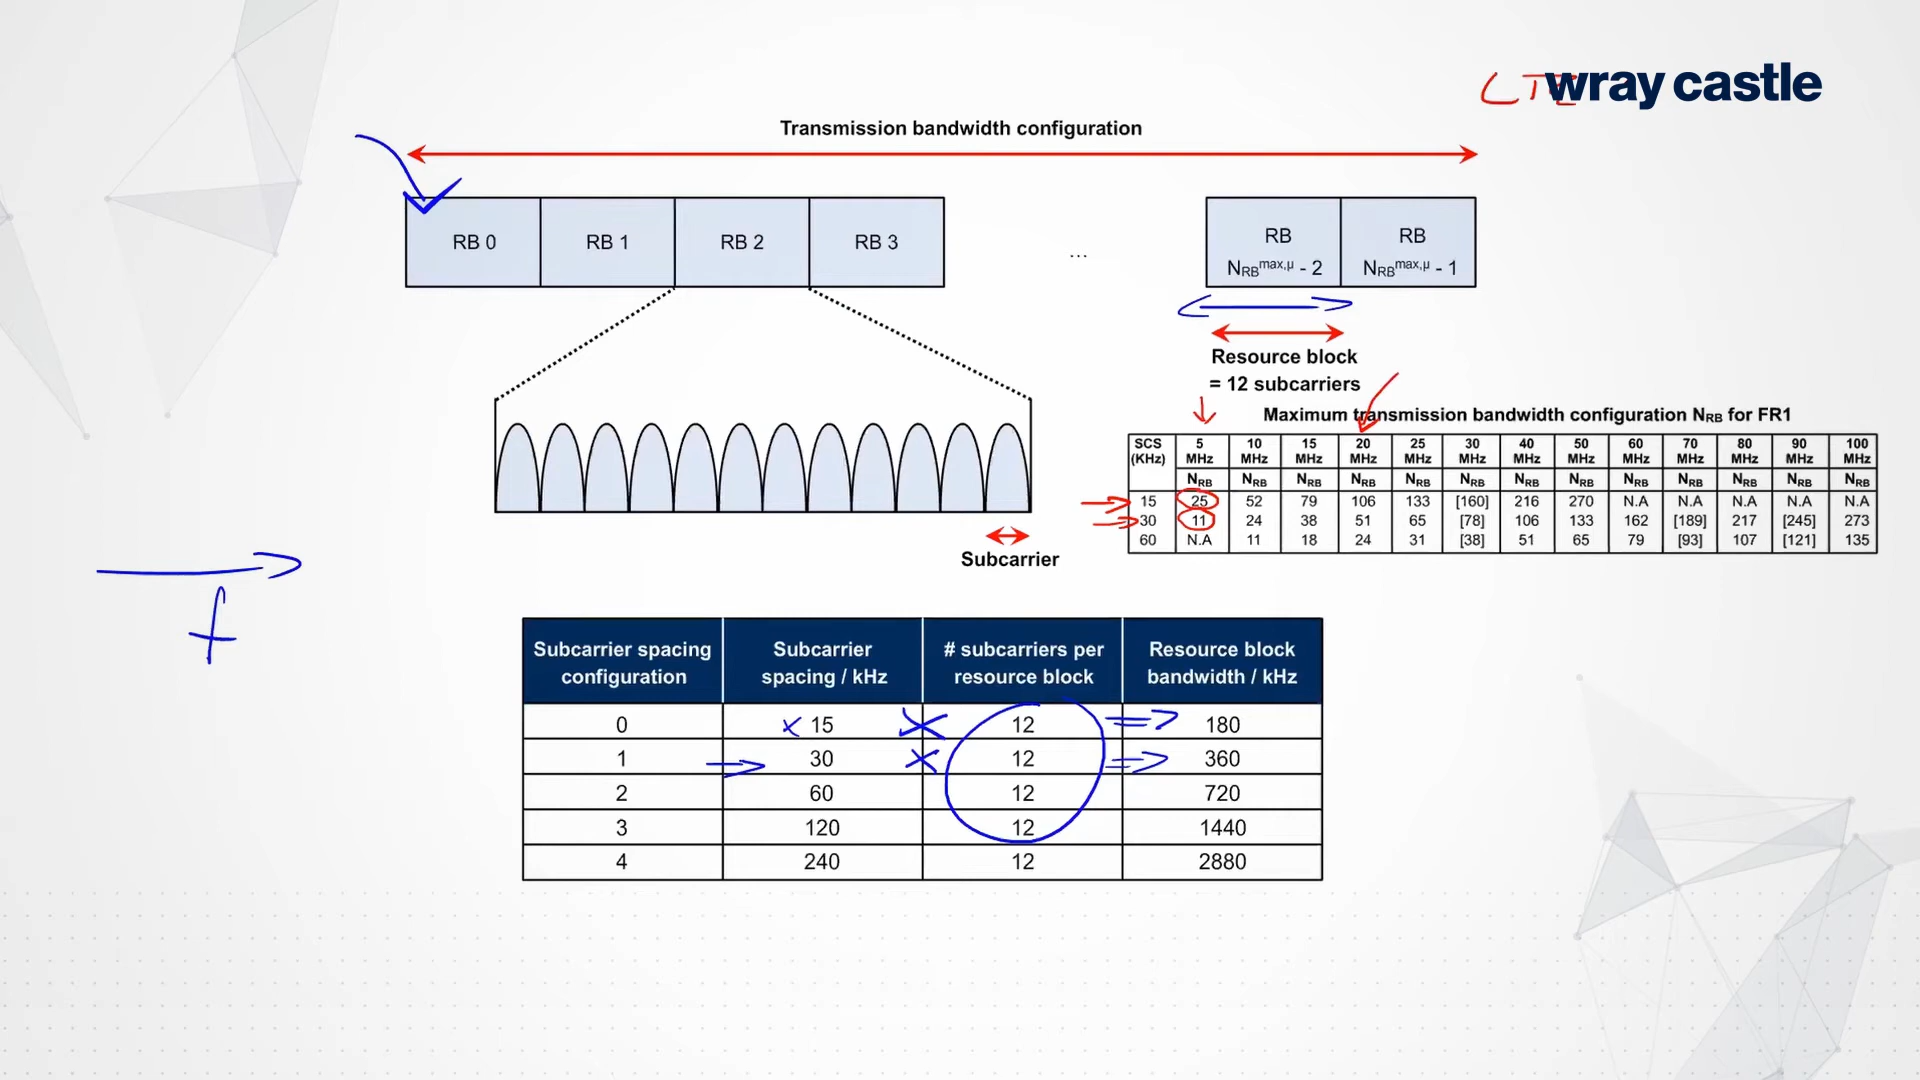 LTE
wray castle
Transmission bandwidth configuration
RB 0 RB 1 RB 2 RB 3 ... RB RB
NRBmax,μ - 2 NRBmax,μ - 1
Resource block
= 12 subcarriers
Subcarrier
Maximum transmission bandwidth configuration NRB for FR1
SCS 5 10 15 20 25 30 40 50 60 70 80 90 100
(KHz) MHz MHz MHz MHz MHz MHz MHz MHz MHz MHz MHz MHz MHz
NRB NRB NRB NRB NRB NRB NRB NRB NRB NRB NRB NRB NRB
15 25 52 79 106 133 [160] 216 270 N.A N.A N.A N.A N.A
30 11 24 38 51 65 [78] 106 133 162 [189] 217 [245] 273
60 N.A 11 18 24 31 [38] 51 65 79 [93] 107 [121] 135
f
Subcarrier spacing Subcarrier # subcarriers per Resource block
configuration spacing / kHz resource block bandwidth / kHz
0 x 15 x 12 180
1 30 x 12 360
2 60 12 720
3 120 12 1440
4 240 12 2880